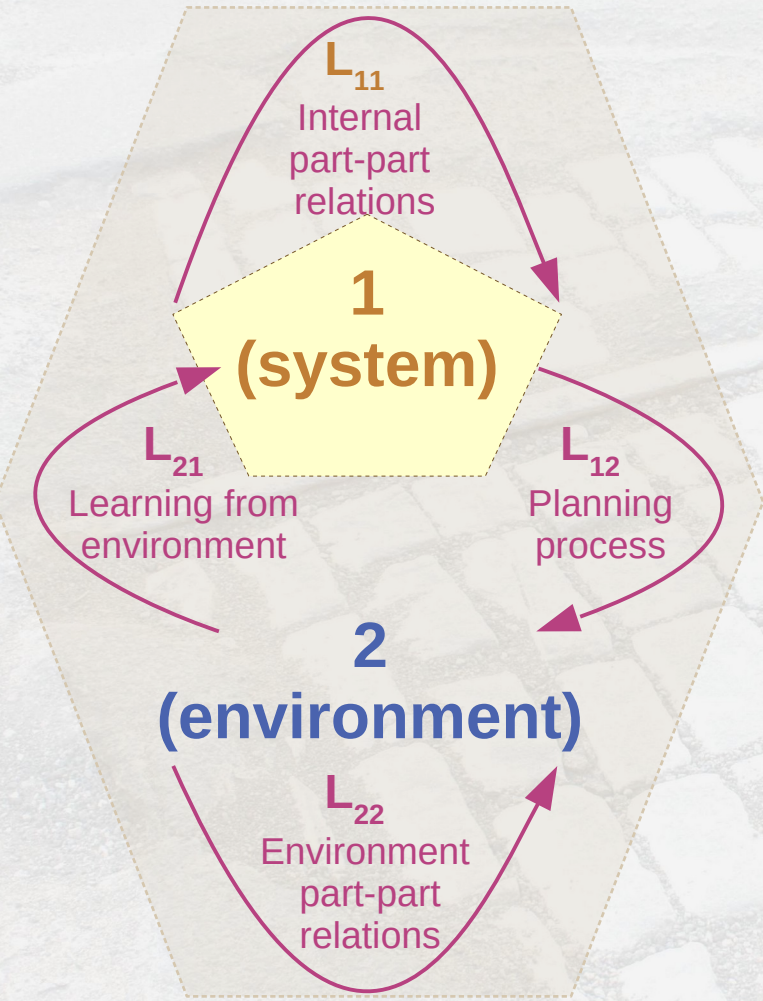 L₁₁
Internal
part-part
relations
1
(system)
L₂₁
Learning from
environment
L₁₂
Planning
process
2
(environment)
L₂₂
Environment
part-part
relations